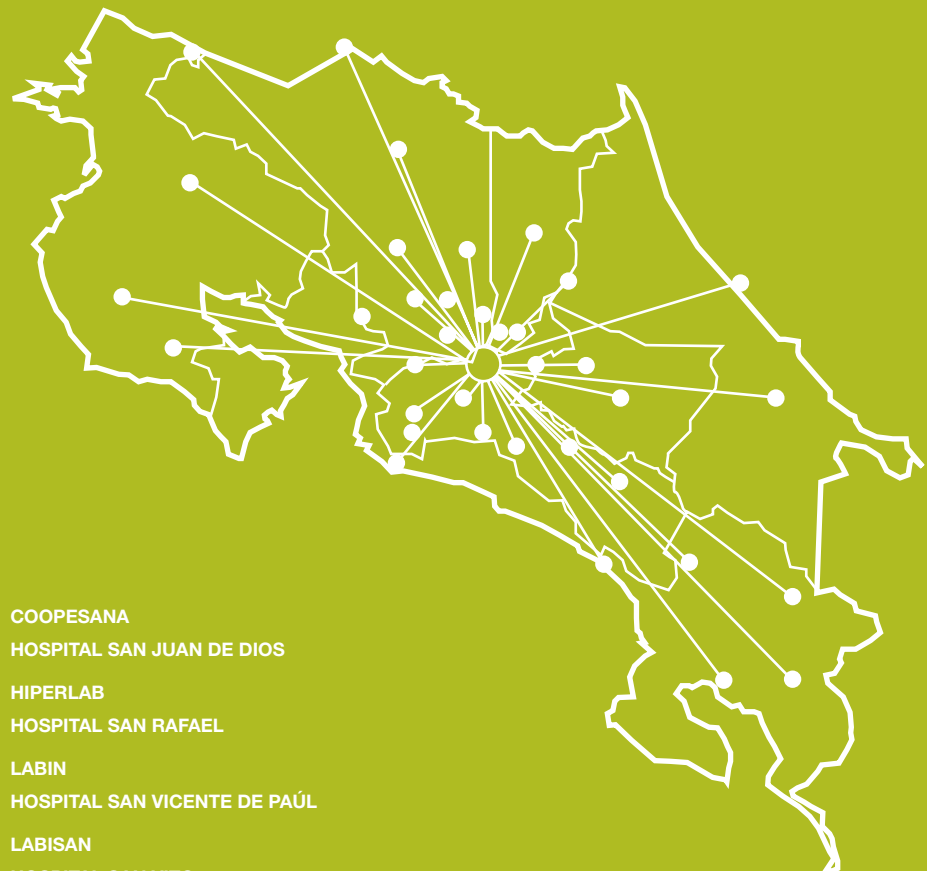 COOPESANA
HOSPITAL SAN JUAN DE DIOS
HIPERLAB
HOSPITAL SAN RAFAEL
LABIN
HOSPITAL SAN VICENTE DE PAÚL
LABISAN